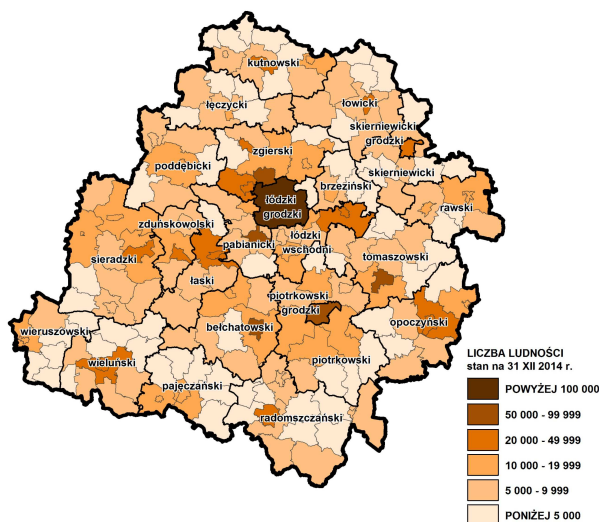 kutnowski
łęczycki
łowicki
skierniewicki
grodzki
zgierski
poddębicki
skierniewicki
brzeziński
łódzki
grodzki
rawski
zduńskowolski
łódzki
wschodni
pabianicki
sieradzki
tomaszowski
łaski
piotrkowski
grodzki
opoczyński
wieruszowski
bełchatowski
wieluński
piotrkowski
pajęczański
radomszczański
LICZBA LUDNOŚCI
stan na 31 XII 2014 r.
POWYŻEJ 100 000
50 000 - 99 999
20 000 - 49 999
10 000 - 19 999
5 000 - 9 999
PONIŻEJ 5 000